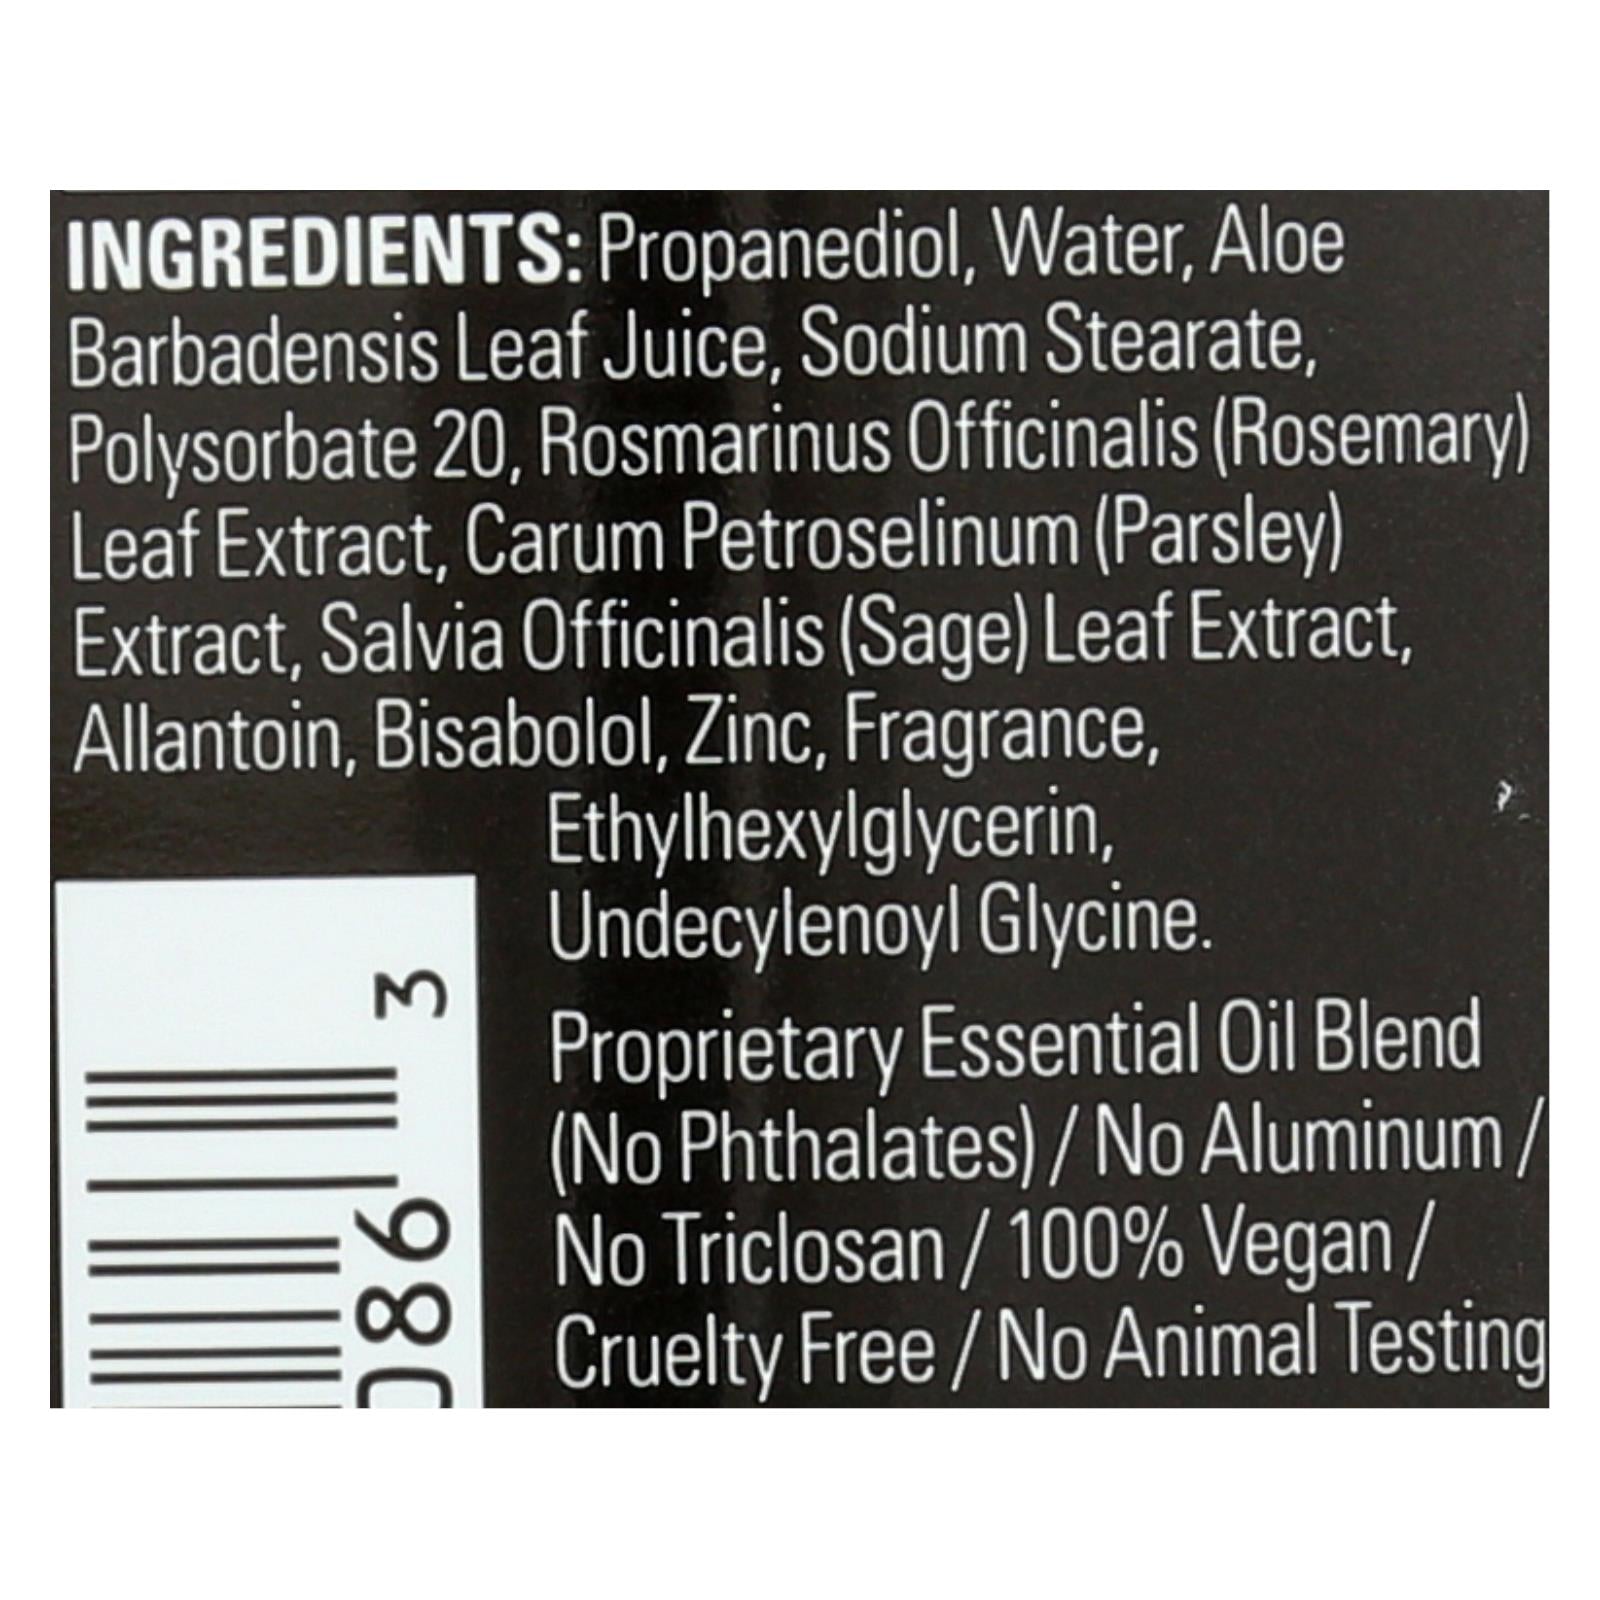 INGREDIENTS: Propanediol, Water, Aloe
Barbadensis Leaf Juice, Sodium Stearate,
Polysorbate 20, Rosmarinus Officinalis (Rosemary)
Leaf Extract, Carum Petroselinum (Parsley)
Extract, Salvia Officinalis (Sage) Leaf Extract,
Allantoin, Bisabolol, Zinc, Fragrance,
Ethylhexylglycerin,
Undecylenoyl Glycine.
Proprietary Essential Oil Blend
(No Phthalates) / No Aluminum /
No Triclosan / 100% Vegan /
Cruelty Free / No Animal Testing
086 3